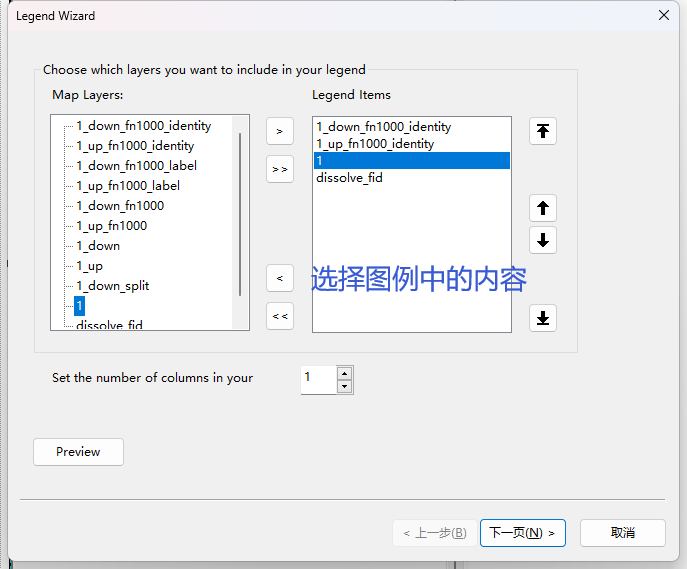 Legend Wizard
Choose which layers you want to include in your legend
Map Layers:
1_down_fn1000_identity
1_up_fn1000_identity
1_down_fn1000_label
1_up_fn1000_label
1_down_fn1000
1_up_fn1000
1_down
1_up
1_down_split
1
dissolve_fid
>
>>
<
<<
Legend Items
1_down_fn1000_identity
1_up_fn1000_identity
1
dissolve_fid
选择图例中的内容
Set the number of columns in your
1
Preview
< 上一步(B)
下一页(N) >
取消